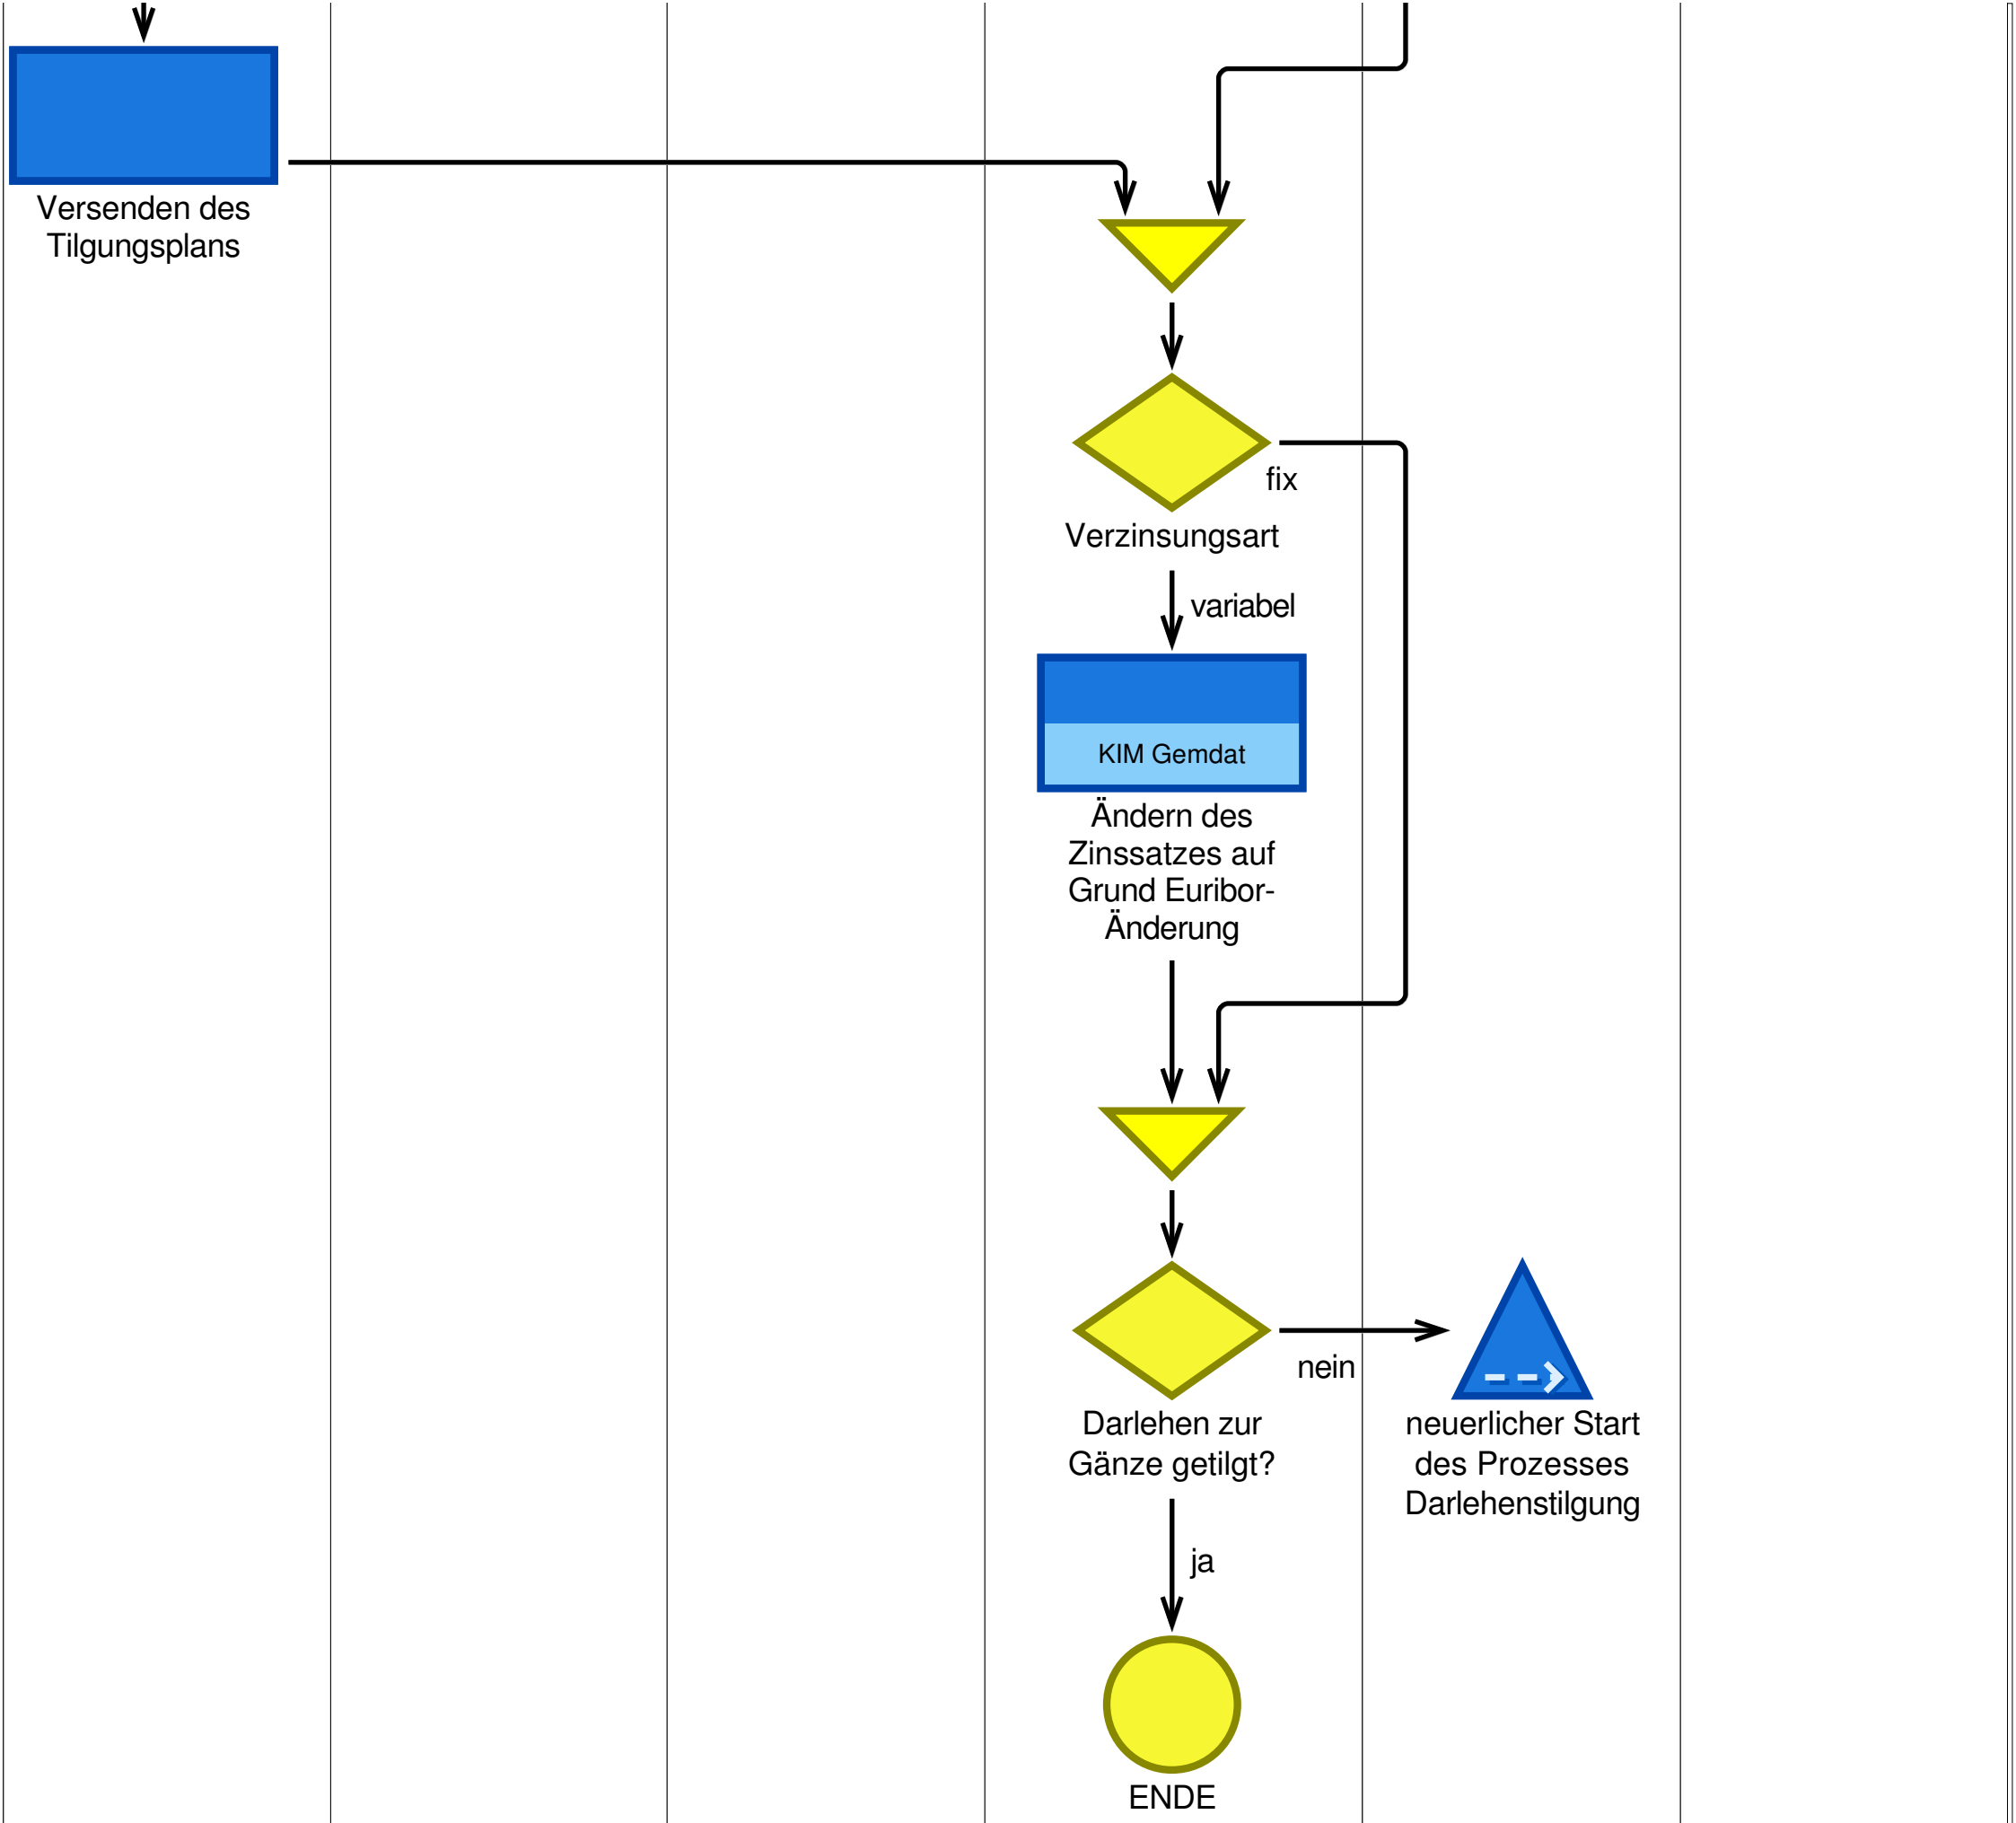 Versenden des
Tilgungsplans
fix
Verzinsungsart
variabel
KIM Gemdat
Ändern des
Zinssatzes auf
Grund Euribor-
Änderung
nein
Darlehen zur
Gänze getilgt?
neuerlicher Start
des Prozesses
Darlehenstilgung
ja
ENDE